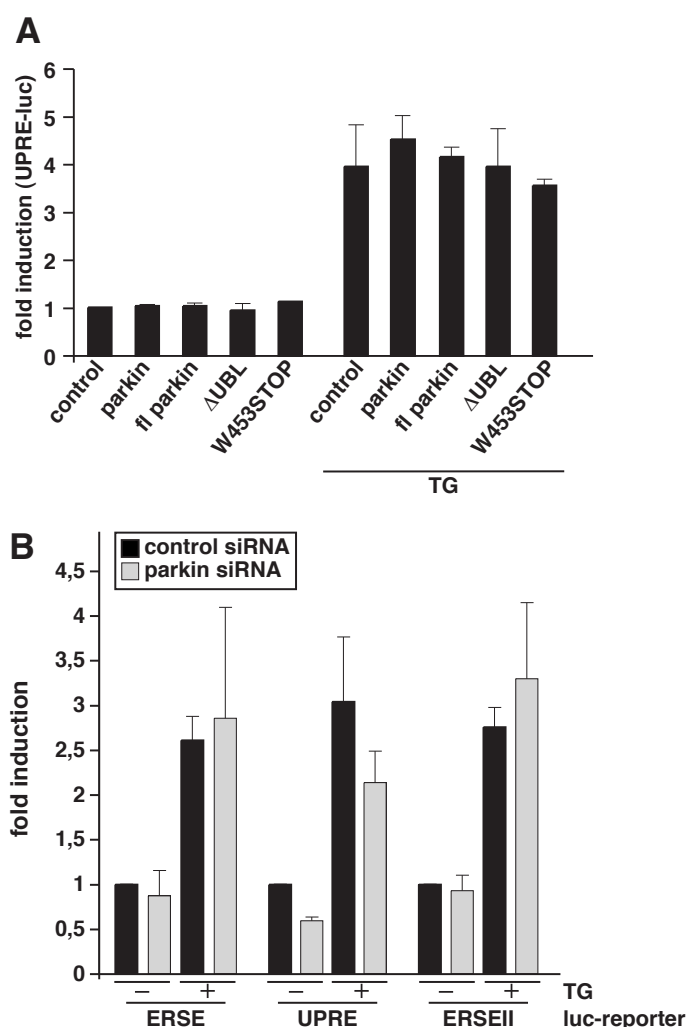 A
fold induction (UPRE-luc)
6
5
4
3
2
1
0
control
parkin
fl parkin
ΔUBL
W453STOP
control
parkin
fl parkin
ΔUBL
W453STOP
TG
B
control siRNA
parkin siRNA
fold induction
4,5
4
3,5
3
2,5
2
1,5
1
0,5
0
– + – + – + TG
ERSE UPRE ERSEII luc-reporter